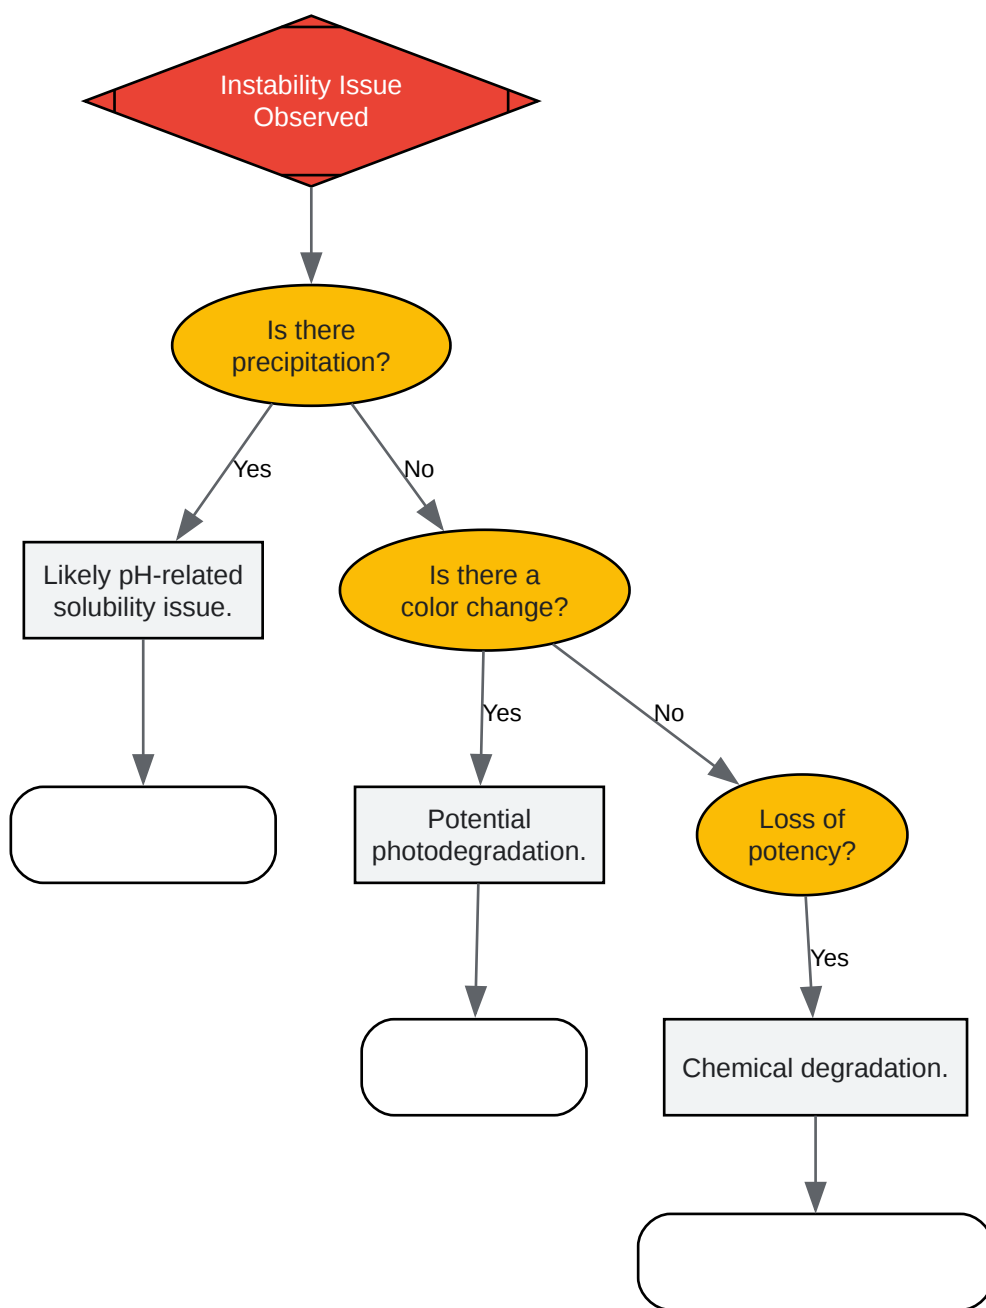 Instability Issue
Observed
Is there
precipitation?
Yes
No
Likely pH-related
solubility issue.
Is there a
color change?
Yes
No
Potential
photodegradation.
Loss of
potency?
Yes
Chemical degradation.